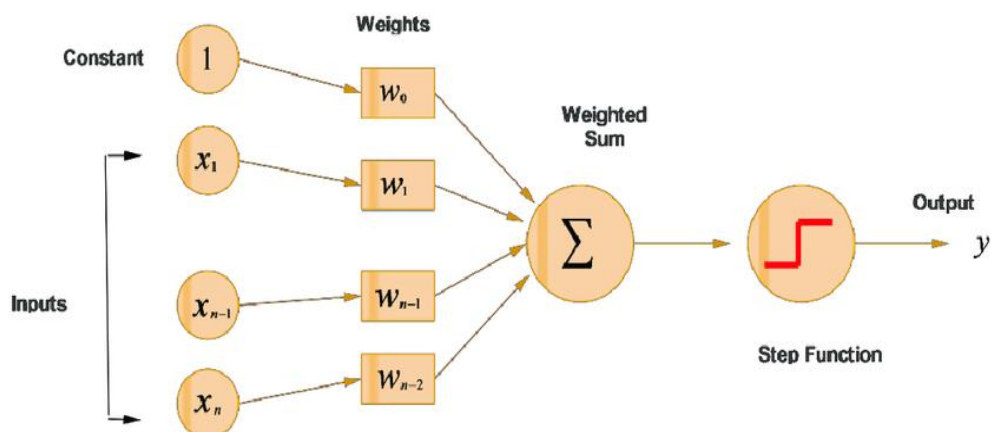 Weights
Constant
1
w₀
Weighted
Sum
x₁
w₁
Output
Σ
y
Inputs
xₙ₋₁
wₙ₋₁
Step Function
xₙ
wₙ₋₂